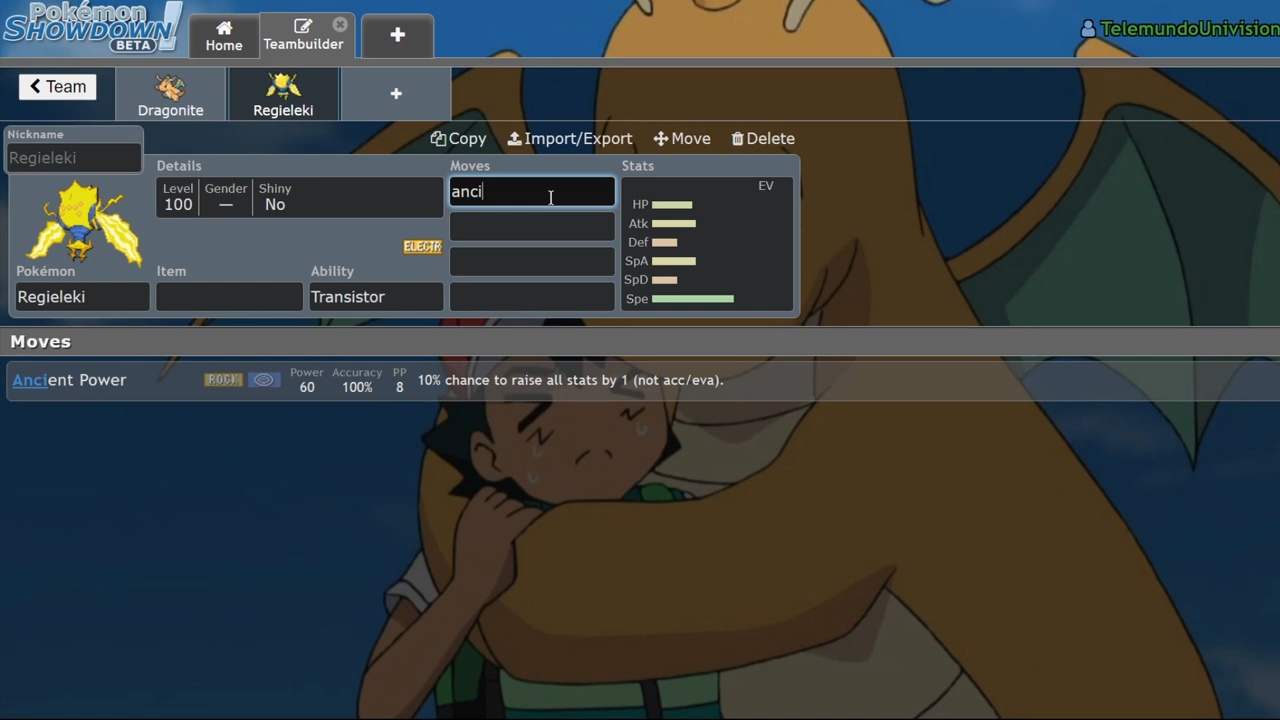 Pokémon
SHOWDOWN!
BETA
Home
Teambuilder
+
TelemundoUnivision
Team
Dragonite
Regieleki
+
Copy
Import/Export
Move
Delete
Nickname
Regieleki
Details
Level
100
Gender
—
Shiny
No
ELECTR
Pokémon
Regieleki
Item
Ability
Transistor
Moves
anci
Stats
EV
HP
Atk
Def
SpA
SpD
Spe
Moves
Ancient Power
ROCK
Power
60
Accuracy
100%
PP
8
10% chance to raise all stats by 1 (not acc/eva).